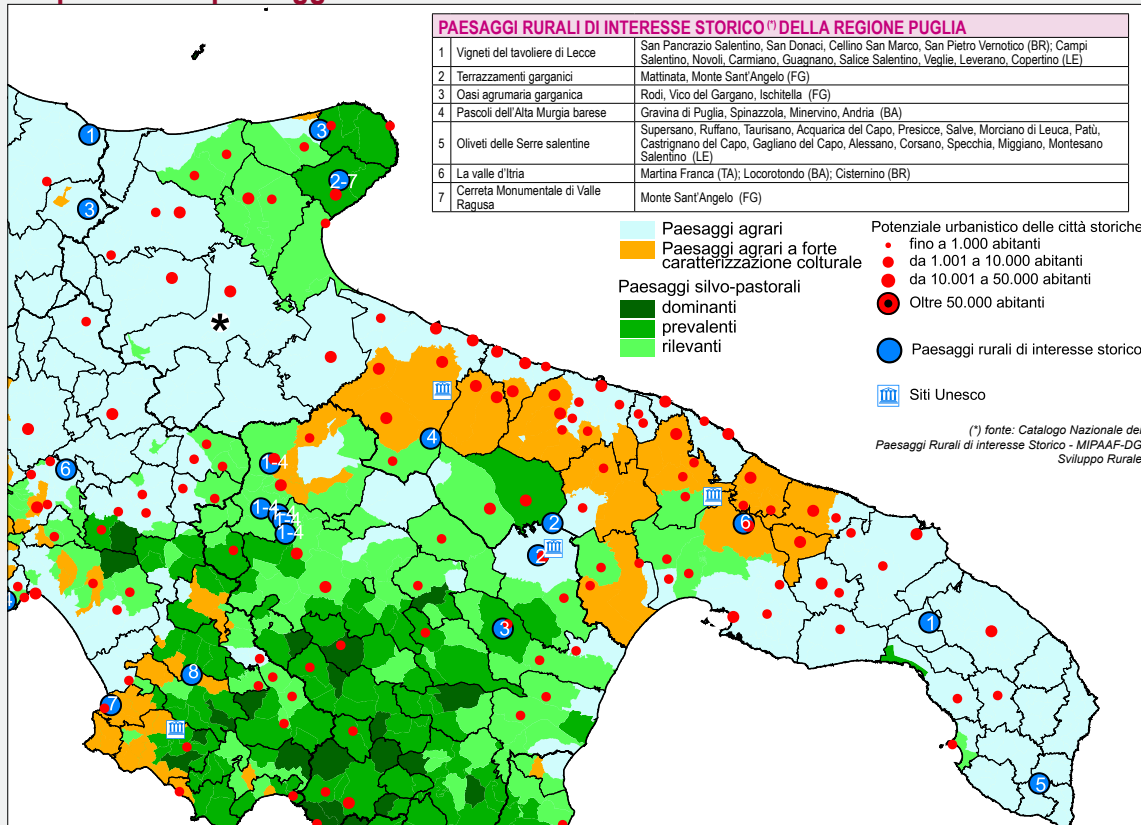 PAESAGGI RURALI DI INTERESSE STORICO (*) DELLA REGIONE PUGLIA
1 Vigneti del tavoliere di Lecce San Pancrazio Salentino, San Donaci, Cellino San Marco, San Pietro Vernotico (BR); Campi
Salentino, Novoli, Carmiano, Guagnano, Salice Salentino, Veglie, Leverano, Copertino (LE)
2 Terrazzamenti garganici Mattinata, Monte Sant'Angelo (FG)
3 Oasi agrumaria garganica Rodi, Vico del Gargano, Ischitella (FG)
4 Pascoli dell'Alta Murgia barese Gravina di Puglia, Spinazzola, Minervino, Andria (BA)
5 Oliveti delle Serre salentine Supersano, Ruffano, Taurisano, Acquarica del Capo, Presicce, Salve, Morciano di Leuca, Patù,
Castrignano del Capo, Gagliano del Capo, Alessano, Corsano, Specchia, Miggiano, Montesano
Salentino (LE)
6 La valle d'Itria Martina Franca (TA); Locorotondo (BA); Cisternino (BR)
7 Cerreta Monumentale di Valle
Ragusa Monte Sant'Angelo (FG)
Paesaggi agrari
Paesaggi agrari a forte
caratterizzazione colturale
Paesaggi silvo-pastorali
dominanti
prevalenti
rilevanti
Potenziale urbanistico delle città storiche
fino a 1.000 abitanti
da 1.001 a 10.000 abitanti
da 10.001 a 50.000 abitanti
Oltre 50.000 abitanti
Paesaggi rurali di interesse storico
Siti Unesco
(*) fonte: Catalogo Nazionale dei
Paesaggi Rurali di interesse Storico - MIPAAF-DG
Sviluppo Rurale
1
3
2-7
3
*
4
6
1-4
1-4
1-4
1-4
2
6
2
1
3
8
7
5